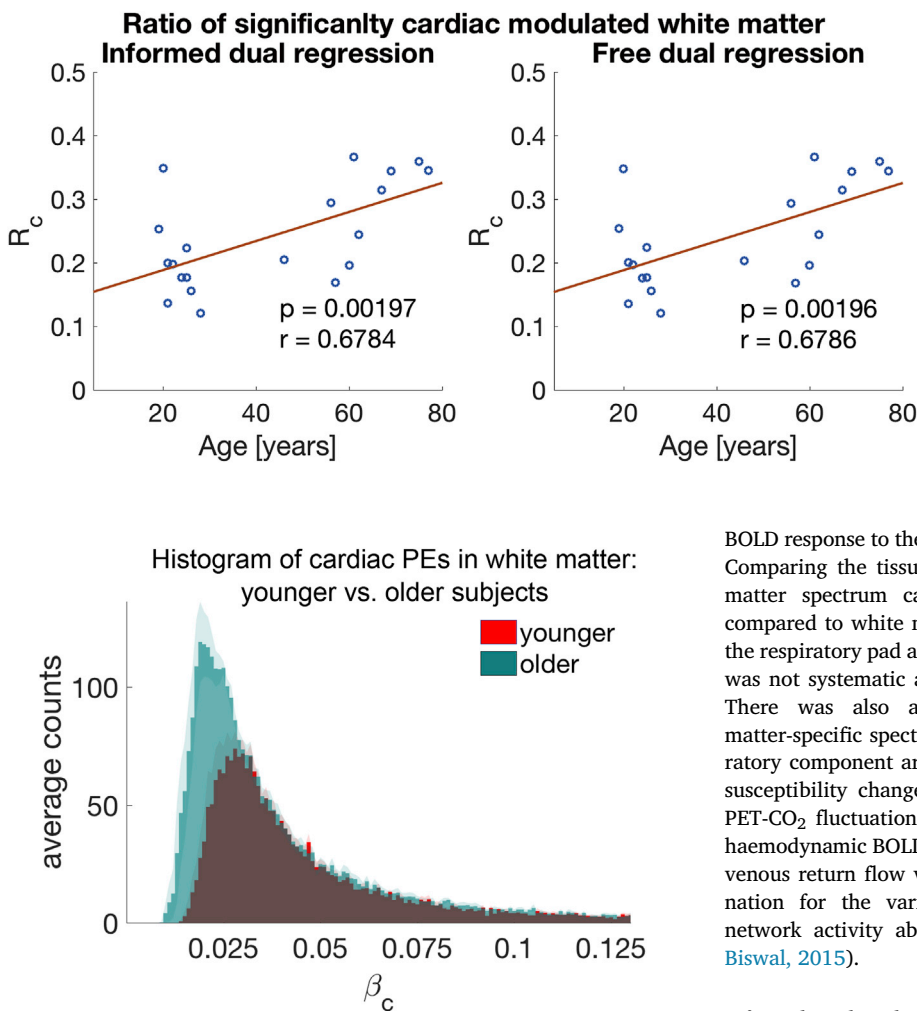 Ratio of significanlty cardiac modulated white matter
Informed dual regression
Free dual regression
0.5
0.4
0.3
0.2
0.1
0
R_c
p = 0.00197
r = 0.6784
20 40 60 80
Age [years]
0.5
0.4
0.3
0.2
0.1
0
R_c
p = 0.00196
r = 0.6786
20 40 60 80
Age [years]
Histogram of cardiac PEs in white matter:
younger vs. older subjects
younger
older
100
50
0
average counts
0.025 0.05 0.075 0.1 0.125
β_c
BOLD response to the
Comparing the tissu
matter spectrum ca
compared to white m
the respiratory pad a
was not systematic a
There was also a
matter-specific spect
ratory component ar
susceptibility change
PET-CO₂ fluctuation
haemodynamic BOLD
venous return flow v
nation for the vari
network activity ab
Biswal, 2015).